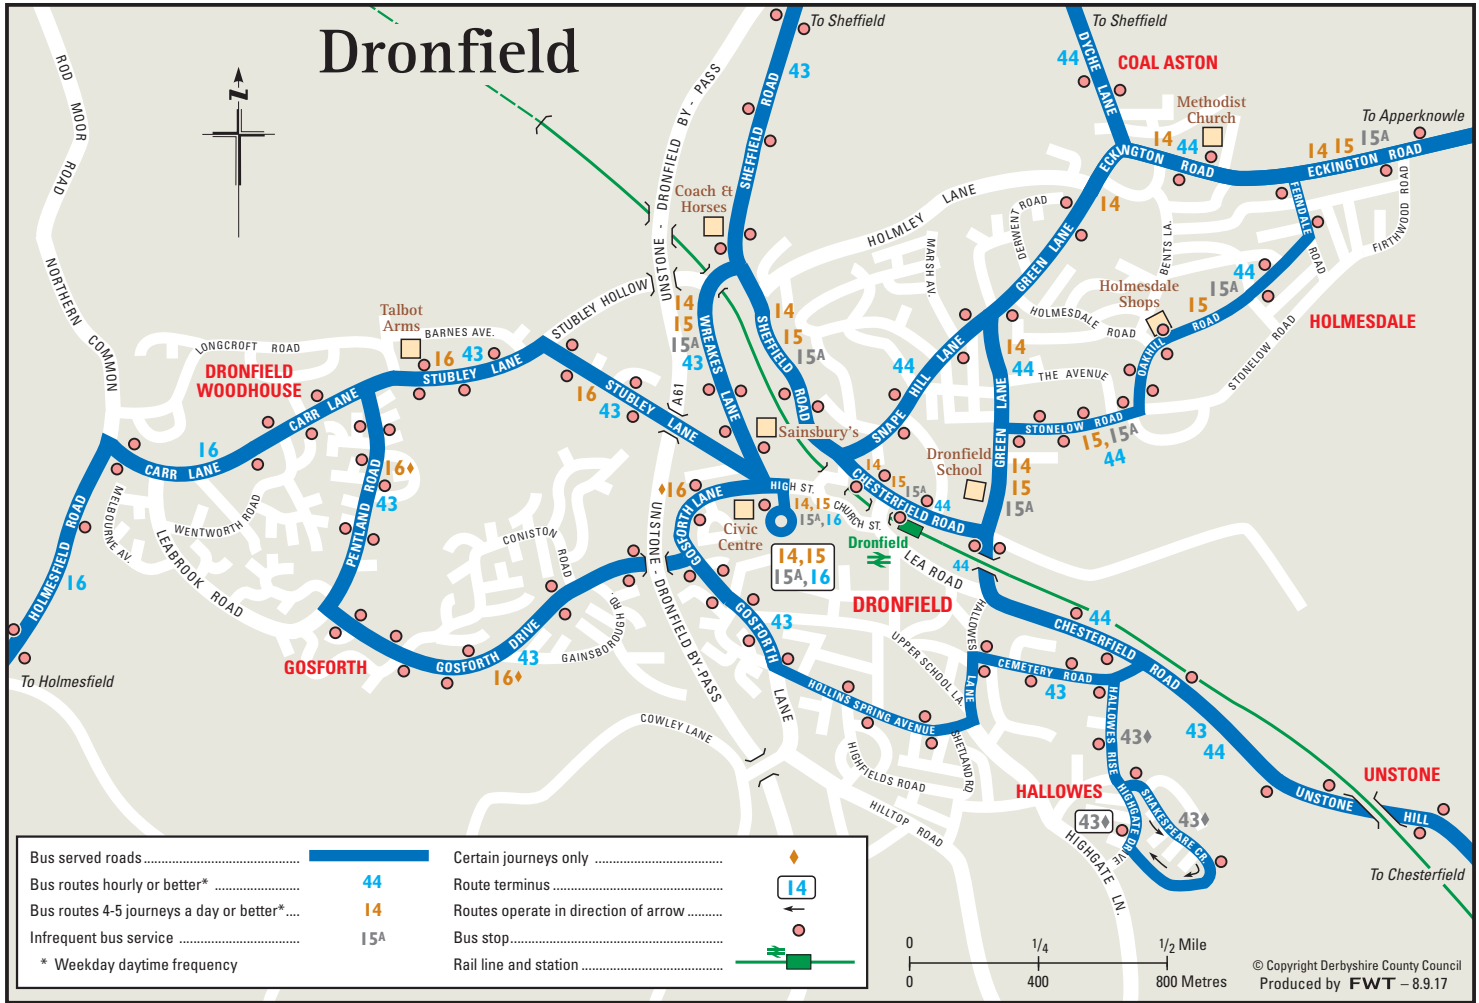 Dronfield
To Sheffield
To Sheffield
To Apperknowle
To Holmesfield
To Chesterfield
COAL ASTON
HOLMESDALE
DRONFIELD
WOODHOUSE
GOSFORTH
DRONFIELD
HALLOWES
UNSTONE
Methodist
Church
Coach &
Horses
Talbot
Arms
Holmesdale
Shops
Sainsbury's
Dronfield
School
Civic
Centre
Dronfield
ROD MOOR ROAD
NORTHERN COMMON
UNSTONE - DRONFIELD BY - PASS
SHEFFIELD ROAD
43
DYCHE LANE
44
ECKINGTON ROAD
14
44
14 15 15A
ECKINGTON ROAD
FERNDALE ROAD
FIRTHWOOD ROAD
HOLMLEY LANE
DERWENT ROAD
MARSH AV.
BENTS LA.
GREEN LANE
14
HOLMESDALE ROAD
44
15A
15
OAKHILL ROAD
STONELOW ROAD
THE AVENUE
STUBLEY HOLLOW
BARNES AVE.
LONGCROFT ROAD
16 43
STUBLEY LANE
16
43
STUBLEY LANE
A61
14
15
15A
43
WREAKES LANE
14
15
15A
SHEFFIELD ROAD
44
SNAPE HILL LANE
14
44
GREEN LANE
STONELOW ROAD
15, 15A
44
14
15
15A
CARR LANE
16
CARR LANE
16♦
43
PENTLAND ROAD
MELBOURNE AV.
WENTWORTH ROAD
LEABROOK ROAD
HOLMESFIELD ROAD
16
CONISTON ROAD
GAINSBOROUGH RD.
GOSFORTH DRIVE
43
16♦
♦16
GOSFORTH LANE
HIGH ST.
14,15
15A,16
14,15
15A,16
CHURCH ST.
14
15
15A
44
CHESTERFIELD ROAD
LEA ROAD
44
UNSTONE - DRONFIELD BY-PASS
GOSFORTH
43
LANE
HOLLINS SPRING AVENUE
UPPER SCHOOL LA.
HALLOWES LANE
CEMETERY ROAD
43
44
CHESTERFIELD ROAD
43
44
HALLOWES RISE
43♦
HIGHGATE DRIVE
SHAKESPEARE CR.
43♦
43♦
UNSTONE HILL
COWLEY LANE
HIGHFIELDS ROAD
SHETLAND RD
HILLTOP ROAD
HIGHGATE LN.
Bus served roads
Bus routes hourly or better* 44
Bus routes 4-5 journeys a day or better* 14
Infrequent bus service 15A
* Weekday daytime frequency
Certain journeys only ♦
Route terminus 14
Routes operate in direction of arrow
Bus stop
Rail line and station
0 1/4 1/2 Mile
0 400 800 Metres
© Copyright Derbyshire County Council
Produced by FWT – 8.9.17